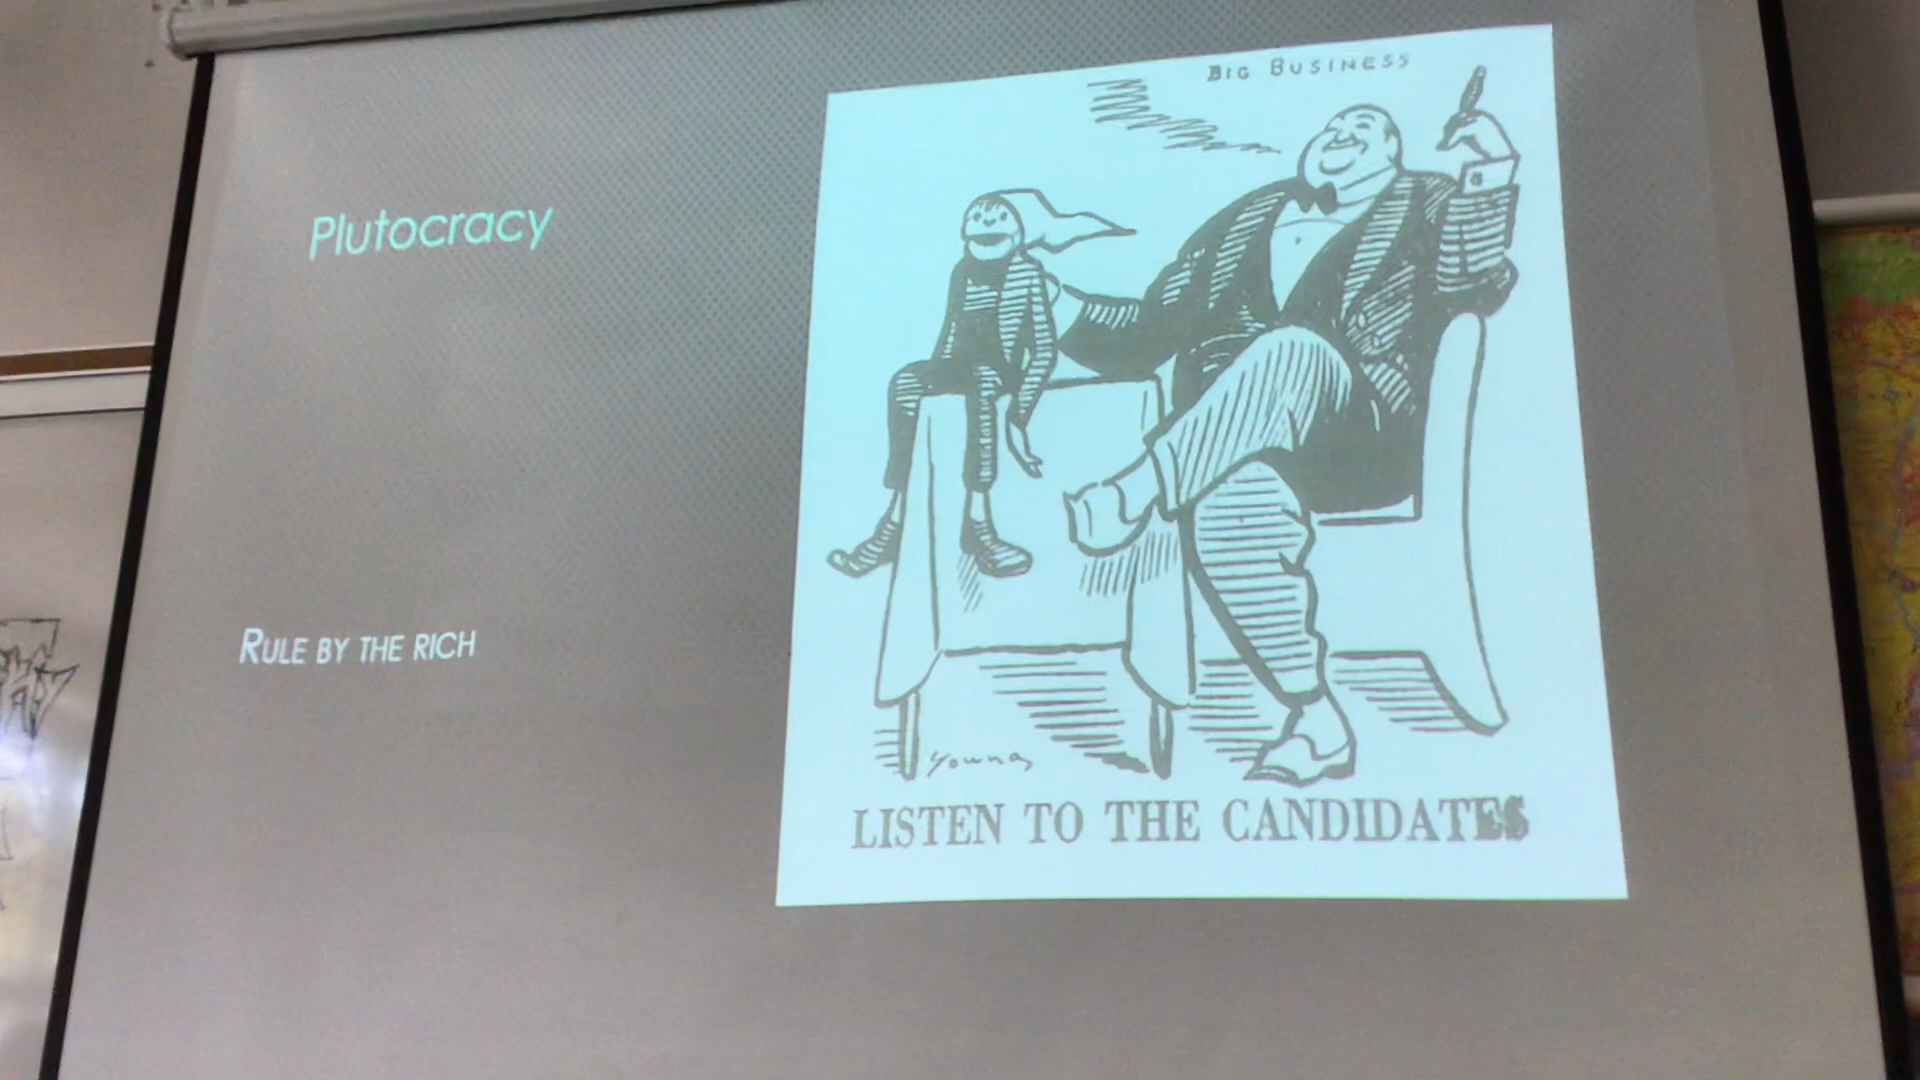 Plutocracy
RULE BY THE RICH
BIG BUSINESS
Young
LISTEN TO THE CANDIDATES